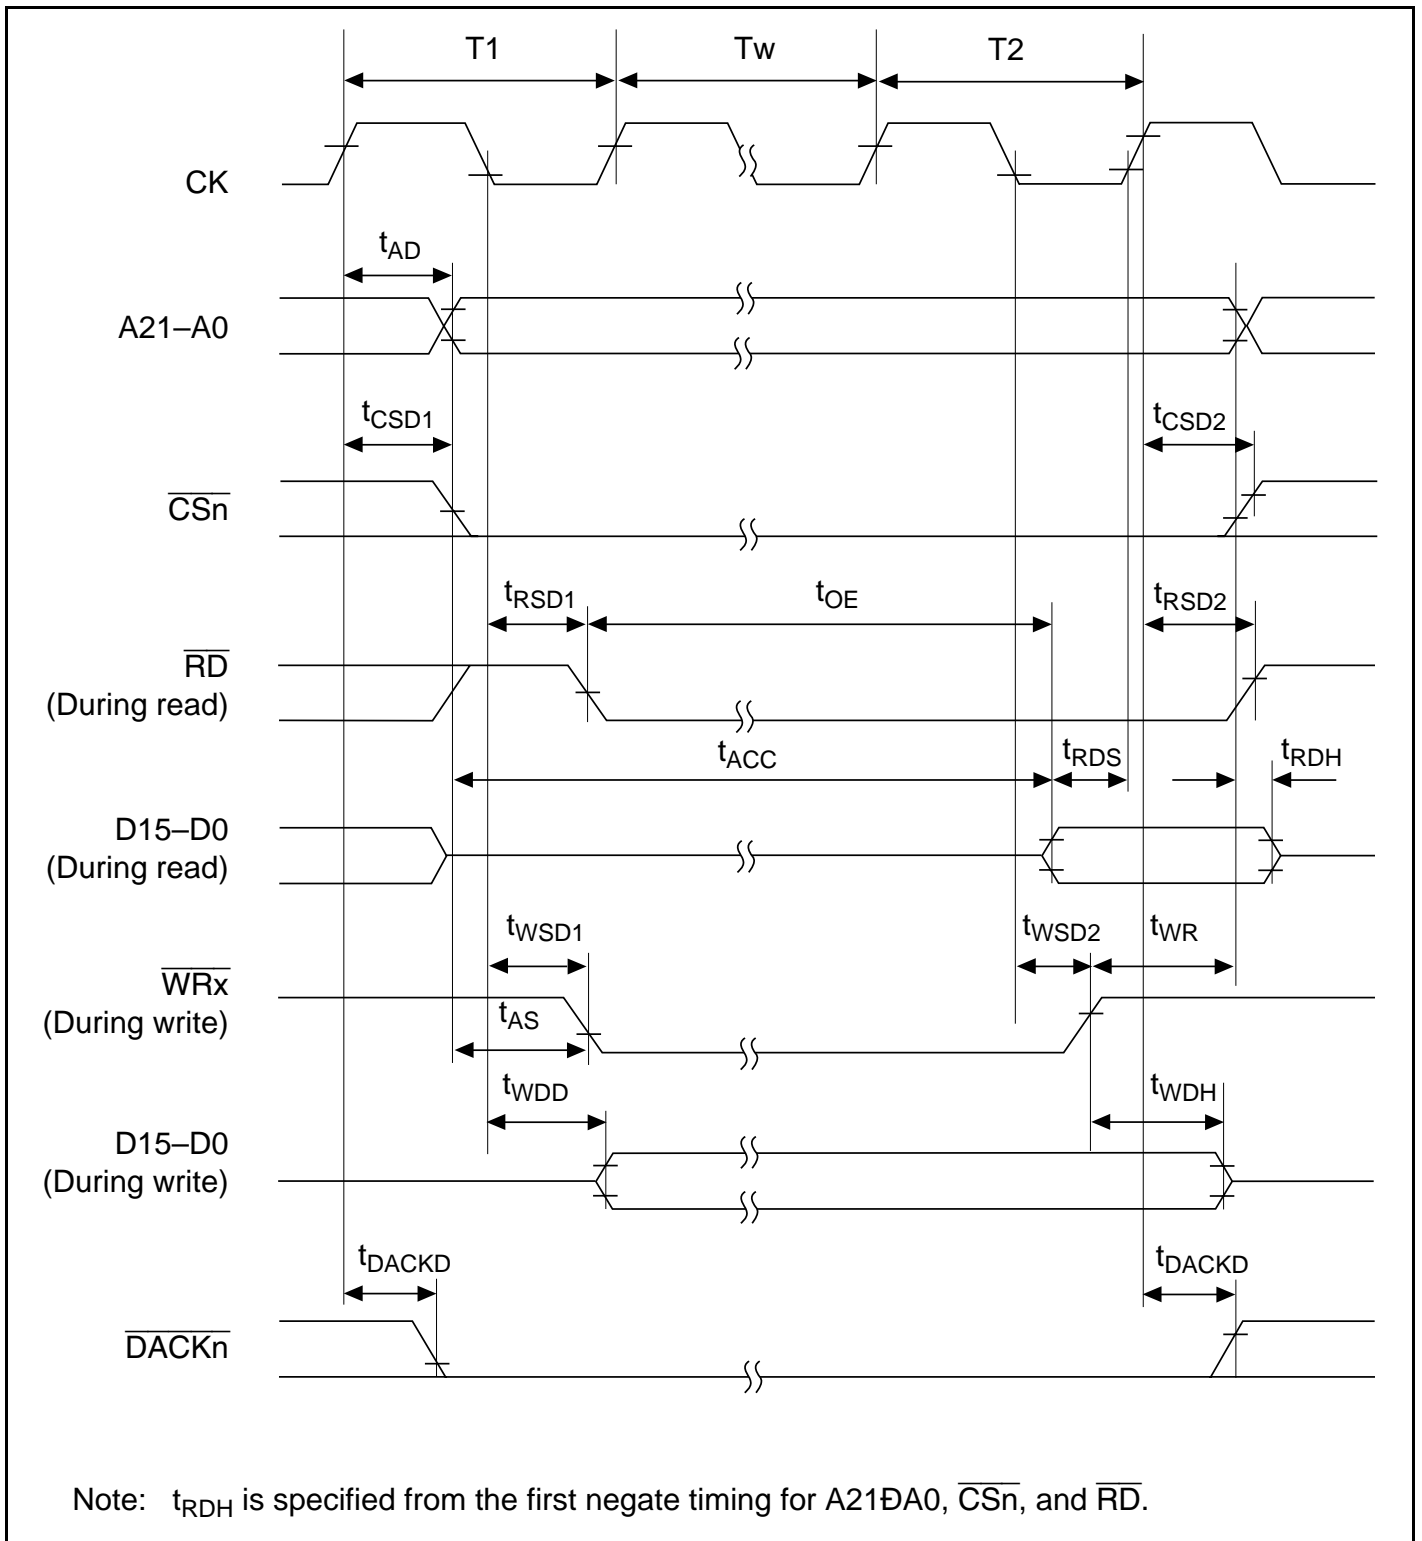 T1 Tw T2
CK
tAD
A21–A0
tCSD1 tCSD2
CSn
tRSD1 tOE tRSD2
RD
(During read)
tACC tRDS tRDH
D15–D0
(During read)
tWSD1 tWSD2 tWR
WRx
(During write)
tAS
tWDD tWDH
D15–D0
(During write)
tDACKD tDACKD
DACKn
Note: tRDH is specified from the first negate timing for A21ĐA0, CSn, and RD.